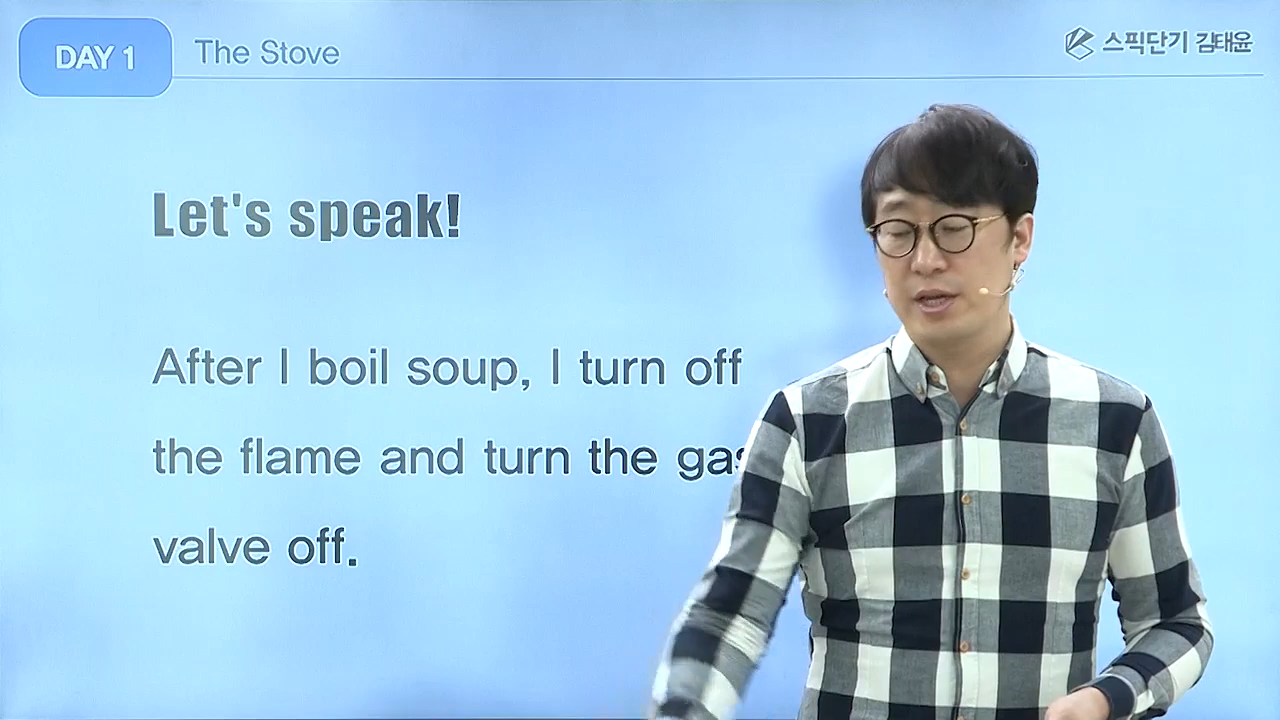 DAY 1
The Stove
스픽단기 김태윤
Let's speak!
After I boil soup, I turn off
the flame and turn the gas
valve off.